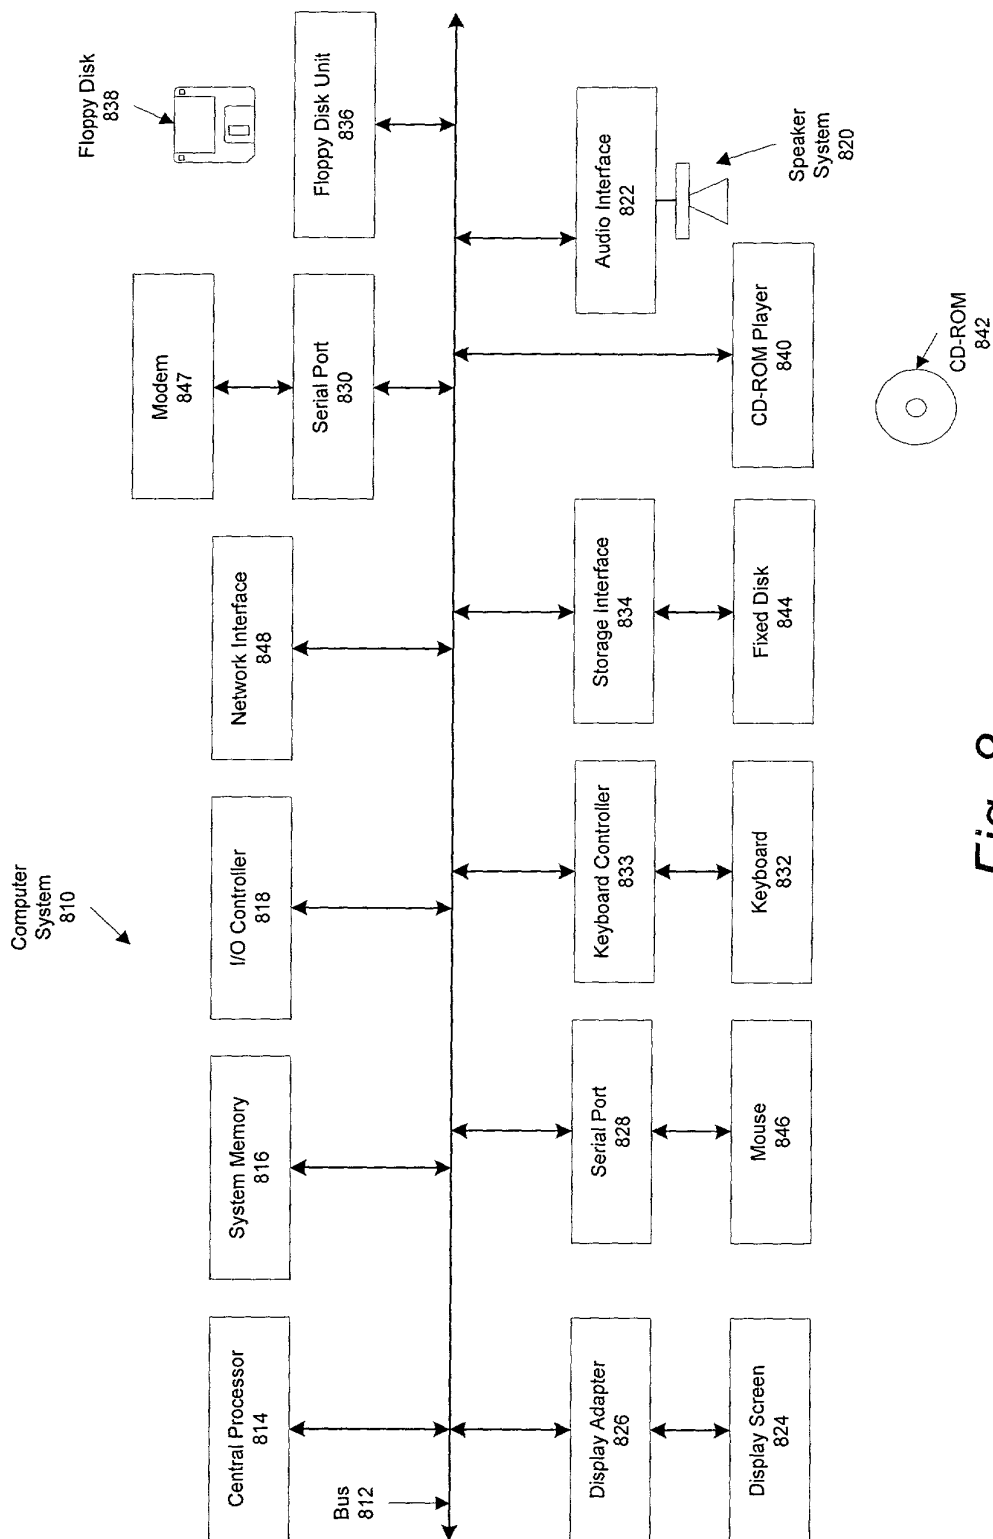 Computer
System
810
Floppy Disk
838
Modem
847
Central Processor
814
System Memory
816
I/O Controller
818
Network Interface
848
Serial Port
830
Floppy Disk Unit
836
Bus
812
Display Adapter
826
Serial Port
828
Keyboard Controller
833
Storage Interface
834
Audio Interface
822
Display Screen
824
Mouse
846
Keyboard
832
Fixed Disk
844
CD-ROM Player
840
Speaker
System
820
CD-ROM
842